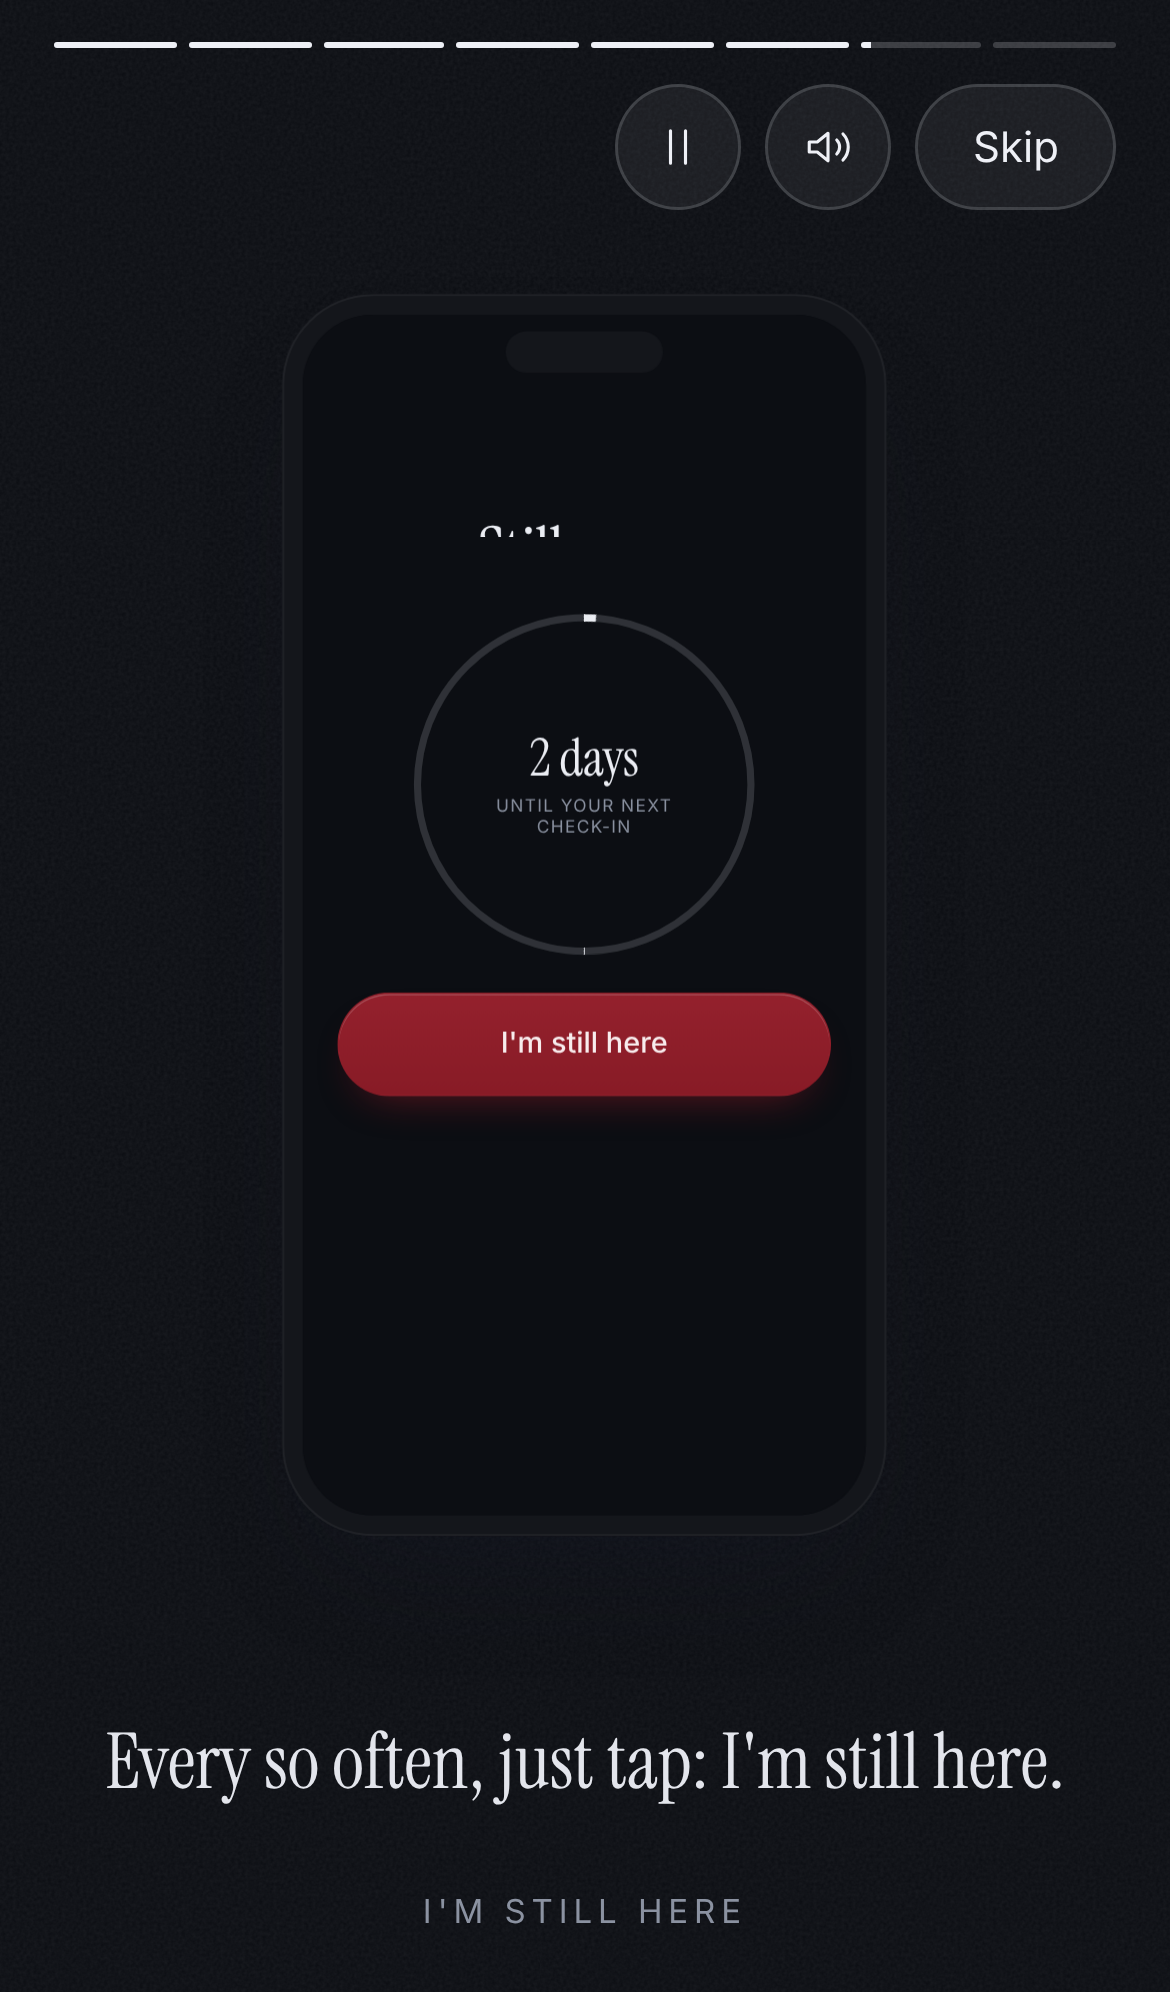 Skip
Still
2 days
UNTIL YOUR NEXT
CHECK-IN
I'm still here
Every so often, just tap: I'm still here.
I'M STILL HERE